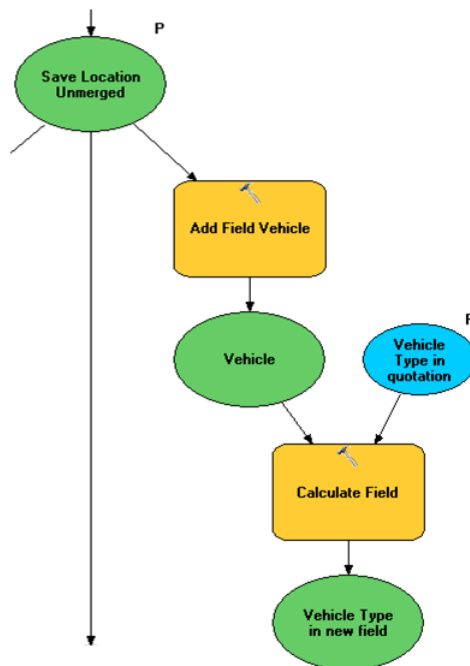 P
Save Location
Unmerged
Add Field Vehicle
Vehicle
Vehicle
Type in
quotation
Calculate Field
Vehicle Type
in new field